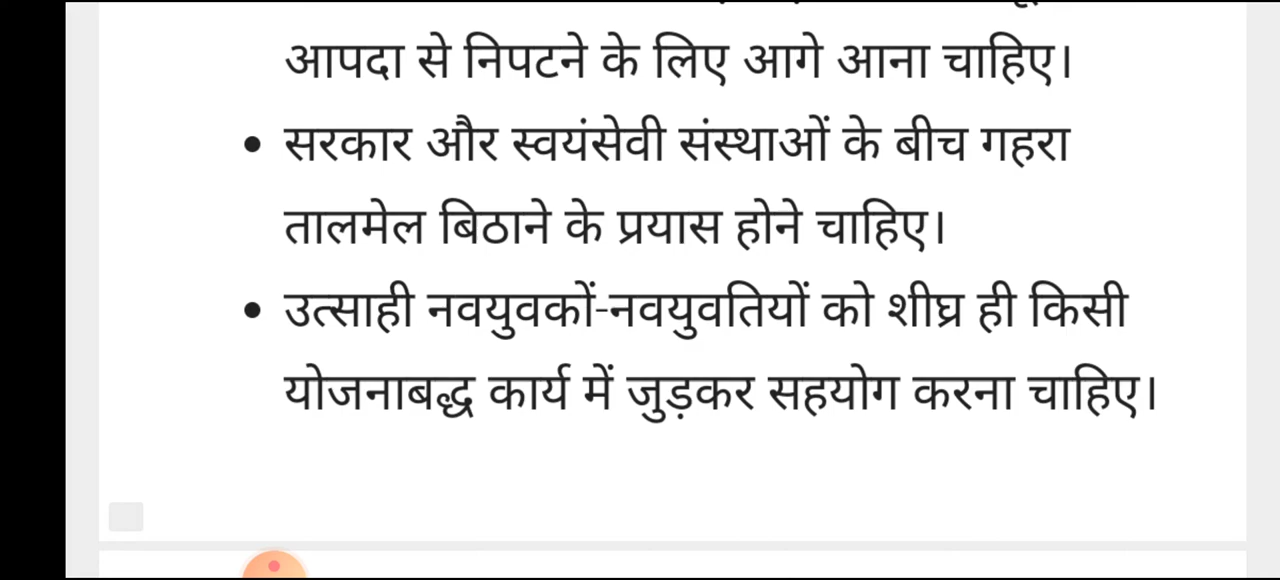 आपदा से निपटने के लिए आगे आना चाहिए।
• सरकार और स्वयंसेवी संस्थाओं के बीच गहरा
तालमेल बिठाने के प्रयास होने चाहिए।
• उत्साही नवयुवकों-नवयुवतियों को शीघ्र ही किसी
योजनाबद्ध कार्य में जुड़कर सहयोग करना चाहिए।